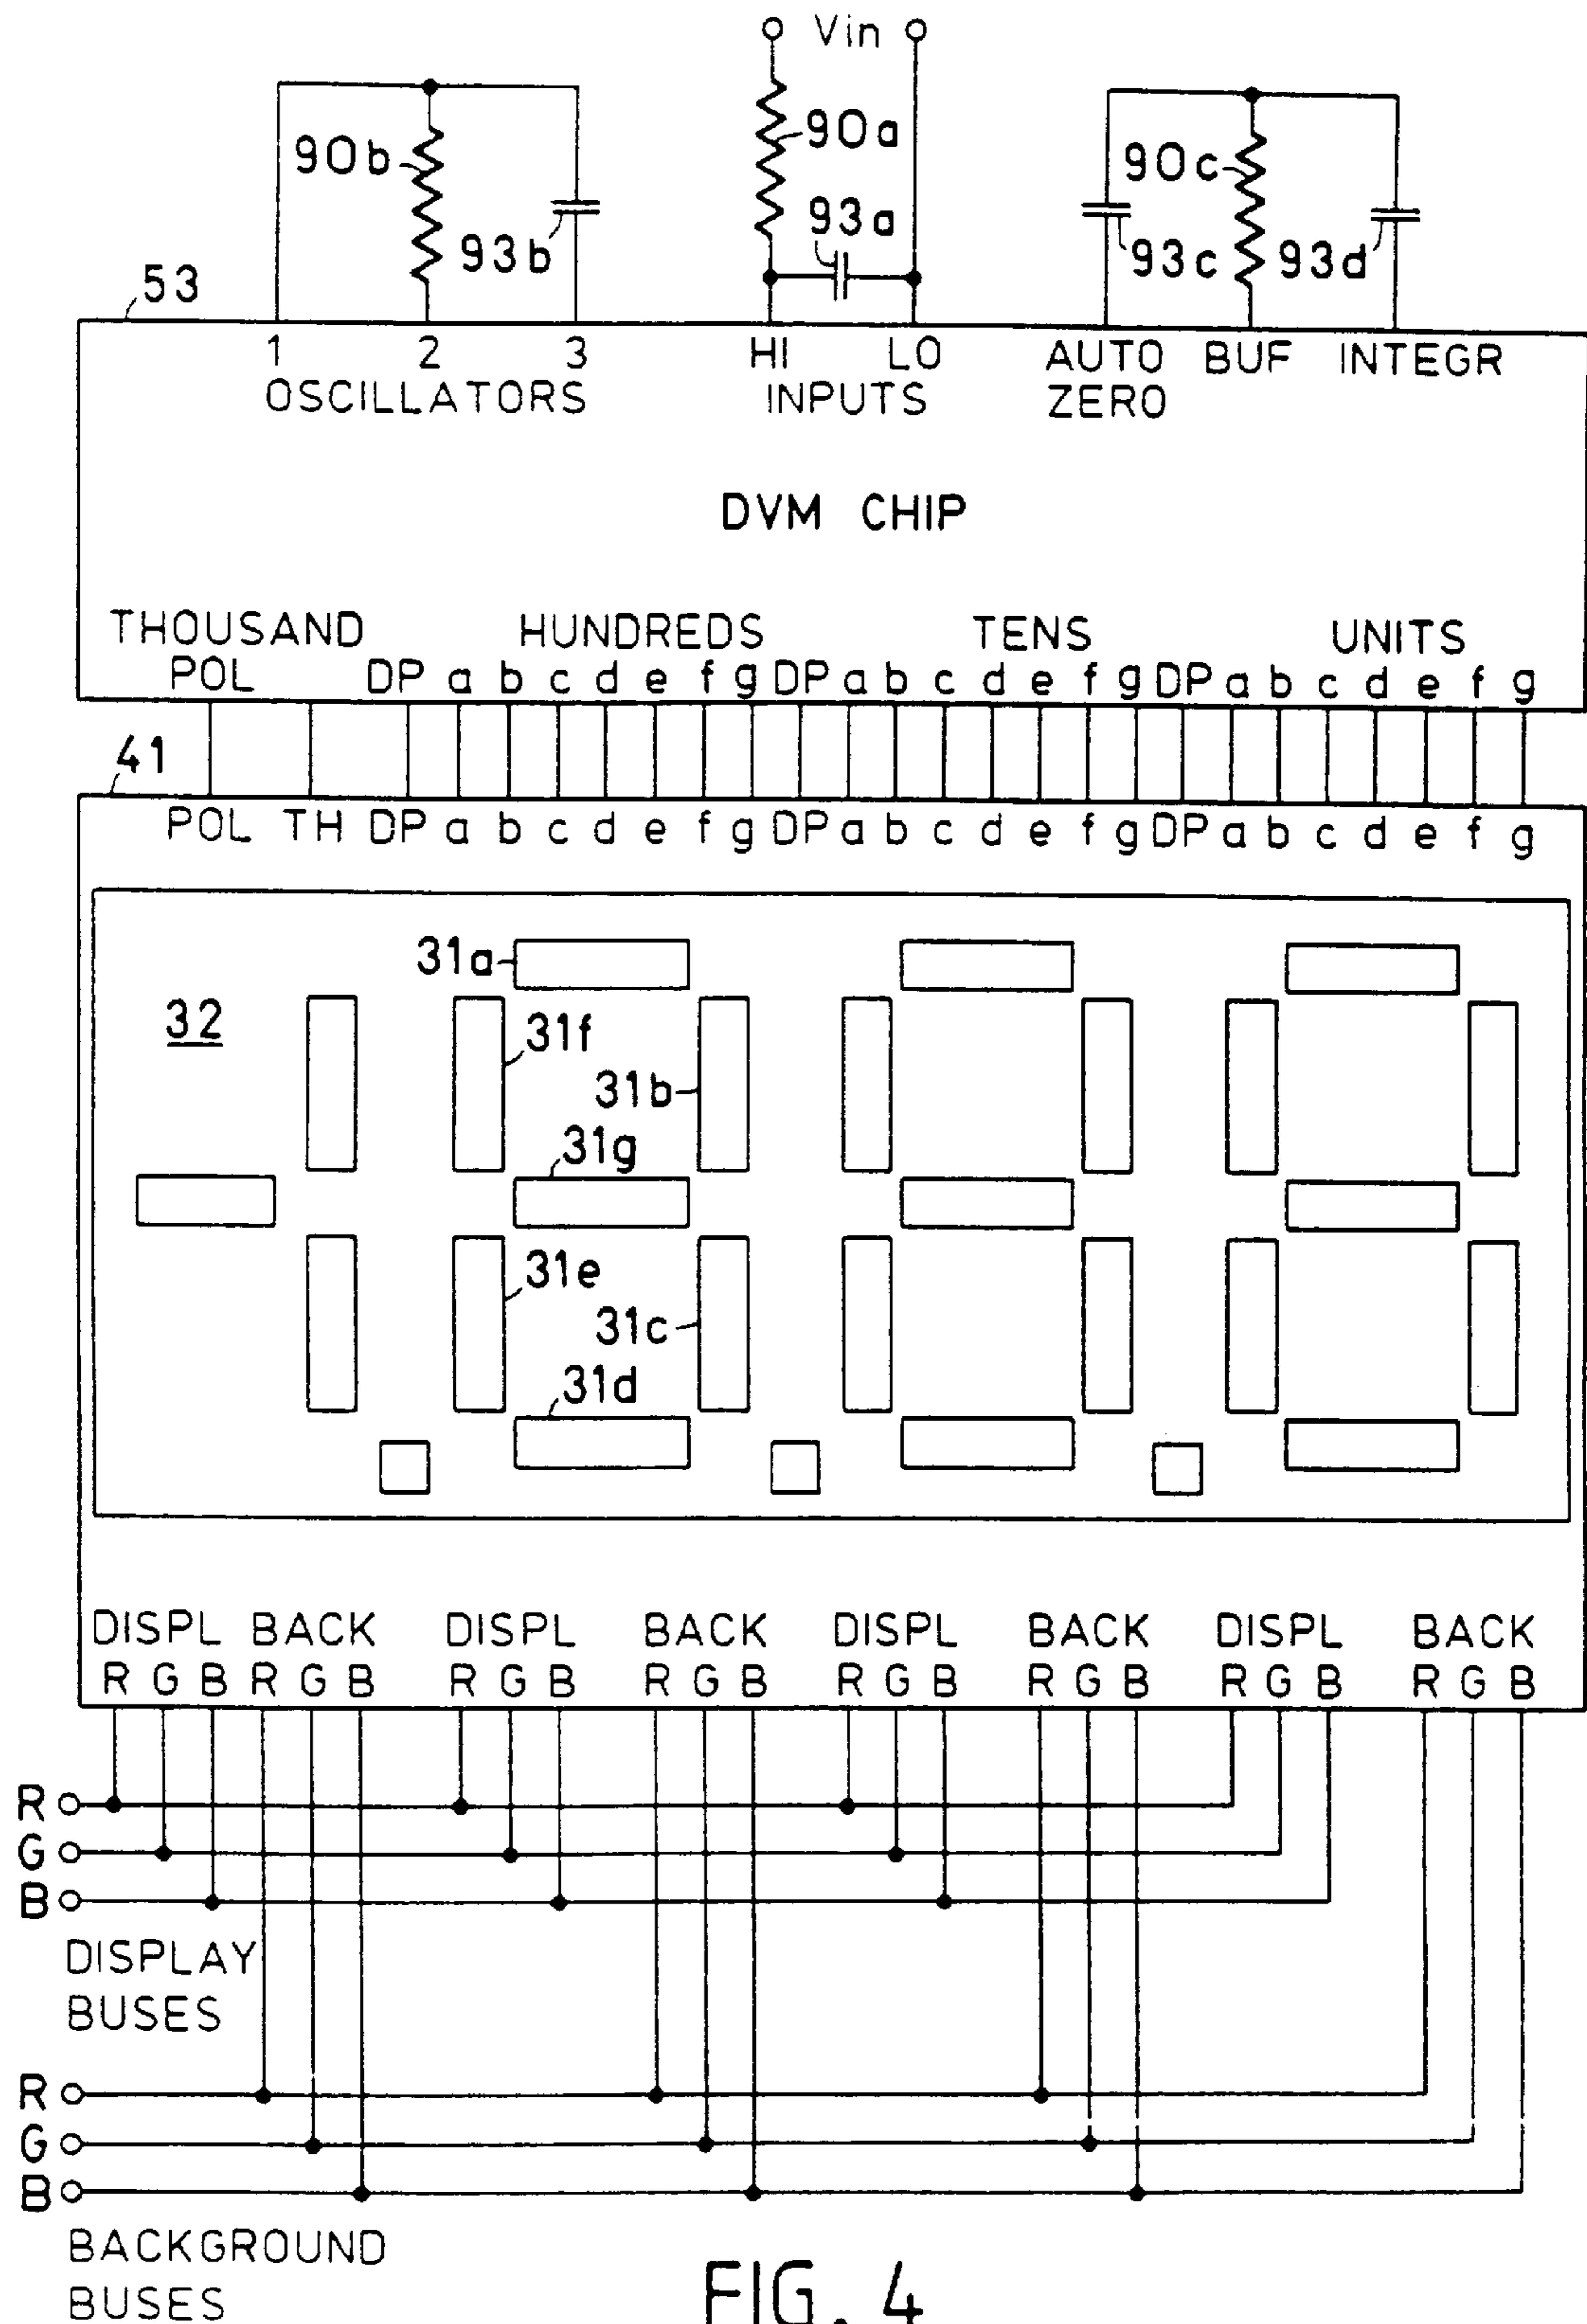 Vin
90b 90a 90c
93b 93a 93c 93d
53
1 2 3 HI LO AUTO BUF INTEGR
OSCILLATORS INPUTS ZERO
DVM CHIP
THOUSAND HUNDREDS TENS UNITS
POL DP a b c d e f g DP a b c d e f g DP a b c d e f g
41
POL TH DP a b c d e f g DP a b c d e f g DP a b c d e f g
31a
32
31f
31b
31g
31e
31c
31d
DISPL BACK DISPL BACK DISPL BACK DISPL BACK
R G B R G B R G B R G B R G B R G B R G B R G B
R
G
B
DISPLAY
BUSES
R
G
B
BACKGROUND
BUSES
FIG. 4